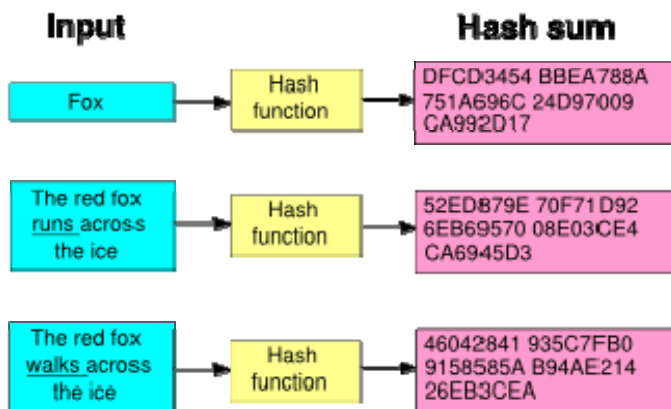 Input
Hash sum
Fox
Hash
function
DFCD3454 BBEA788A
751A696C 24D97009
CA992D17
The red fox
runs across
the ice
Hash
function
52ED879E 70F71D92
6EB69570 08E03CE4
CA6945D3
The red fox
walks across
the ice
Hash
function
46042841 935C7FB0
9158585A B94AE214
26EB3CEA